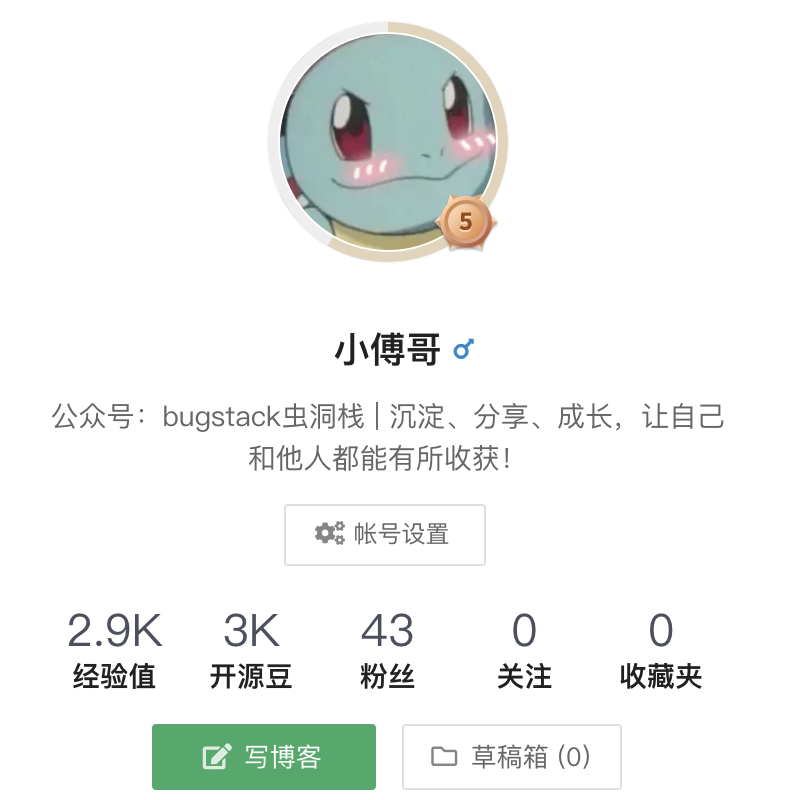 5
小傅哥
公众号：bugstack虫洞栈 | 沉淀、分享、成长，让自己
和他人都能有所收获！
帐号设置
2.9K 3K 43 0 0
经验值 开源豆 粉丝 关注 收藏夹
写博客 草稿箱 (0)